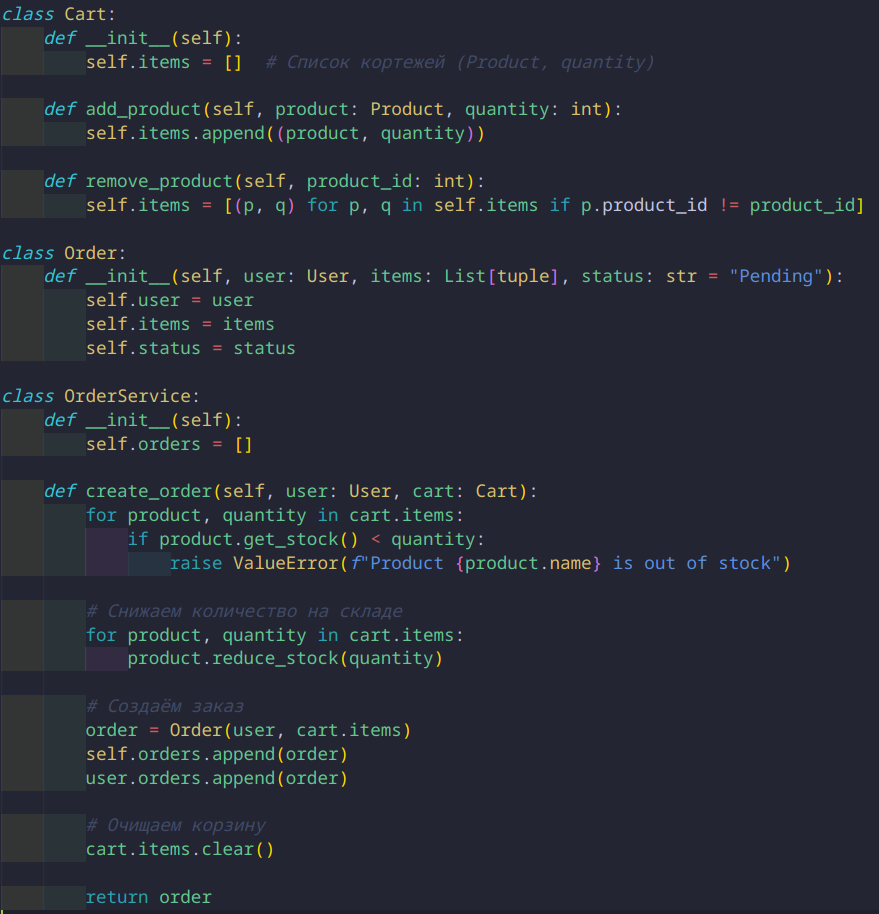 class Cart:
    def __init__(self):
        self.items = []  # Список кортежей (Product, quantity)

    def add_product(self, product: Product, quantity: int):
        self.items.append((product, quantity))

    def remove_product(self, product_id: int):
        self.items = [(p, q) for p, q in self.items if p.product_id != product_id]

class Order:
    def __init__(self, user: User, items: List[tuple], status: str = "Pending"):
        self.user = user
        self.items = items
        self.status = status

class OrderService:
    def __init__(self):
        self.orders = []

    def create_order(self, user: User, cart: Cart):
        for product, quantity in cart.items:
            if product.get_stock() < quantity:
                raise ValueError(f"Product {product.name} is out of stock")

        # Снижаем количество на складе
        for product, quantity in cart.items:
            product.reduce_stock(quantity)

        # Создаём заказ
        order = Order(user, cart.items)
        self.orders.append(order)
        user.orders.append(order)

        # Очищаем корзину
        cart.items.clear()

        return order